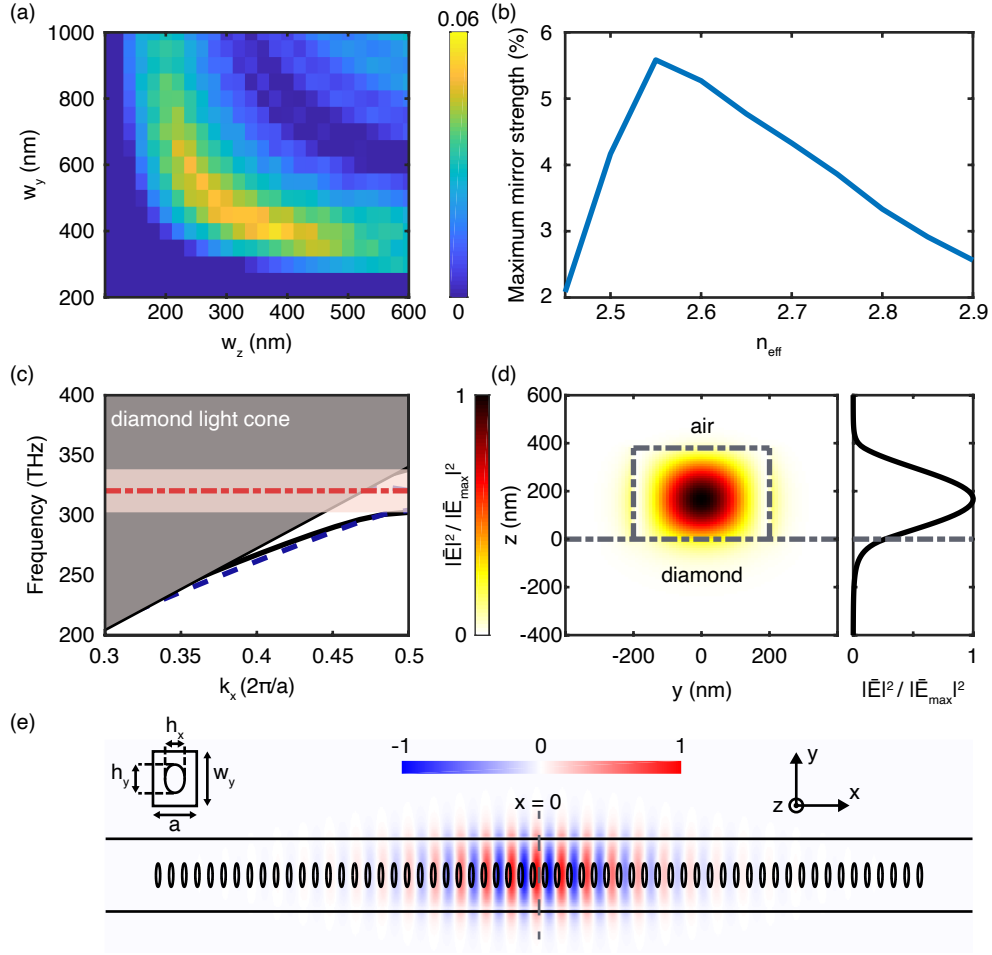 (a)
1000
800
600
400
200
w_y (nm)
200 300 400 500 600
w_z (nm)
0.06
0
(b)
6
5
4
3
2
Maximum mirror strength (%)
2.5 2.6 2.7 2.8 2.9
n_eff
(c)
400
350
300
250
200
Frequency (THz)
diamond light cone
0.3 0.35 0.4 0.45 0.5
k_x (2π/a)
1
0
|Ē|² / |Ē_max|²
(d)
600
400
200
0
-200
-400
z (nm)
air
diamond
-200 0 200
y (nm)
0 1
|Ē|² / |Ē_max|²
(e)
h_x
h_y
w_y
a
-1 0 1
x = 0
y
z
x